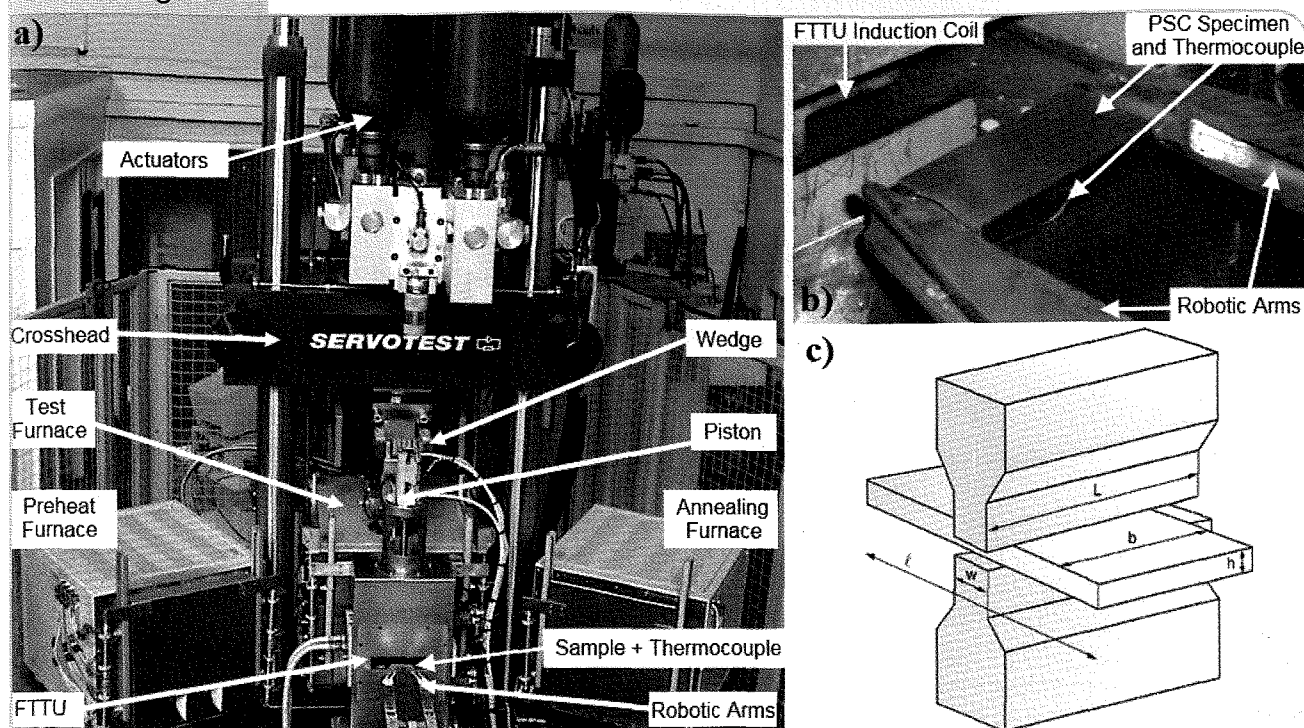 a)
Actuators
Crosshead
SERVOTEST
Wedge
Test
Furnace
Piston
Preheat
Furnace
Annealing
Furnace
Sample + Thermocouple
FTTU
Robotic Arms
FTTU Induction Coil
PSC Specimen
and Thermocouple
b)
Robotic Arms
c)
L
b
h
w
ℓ